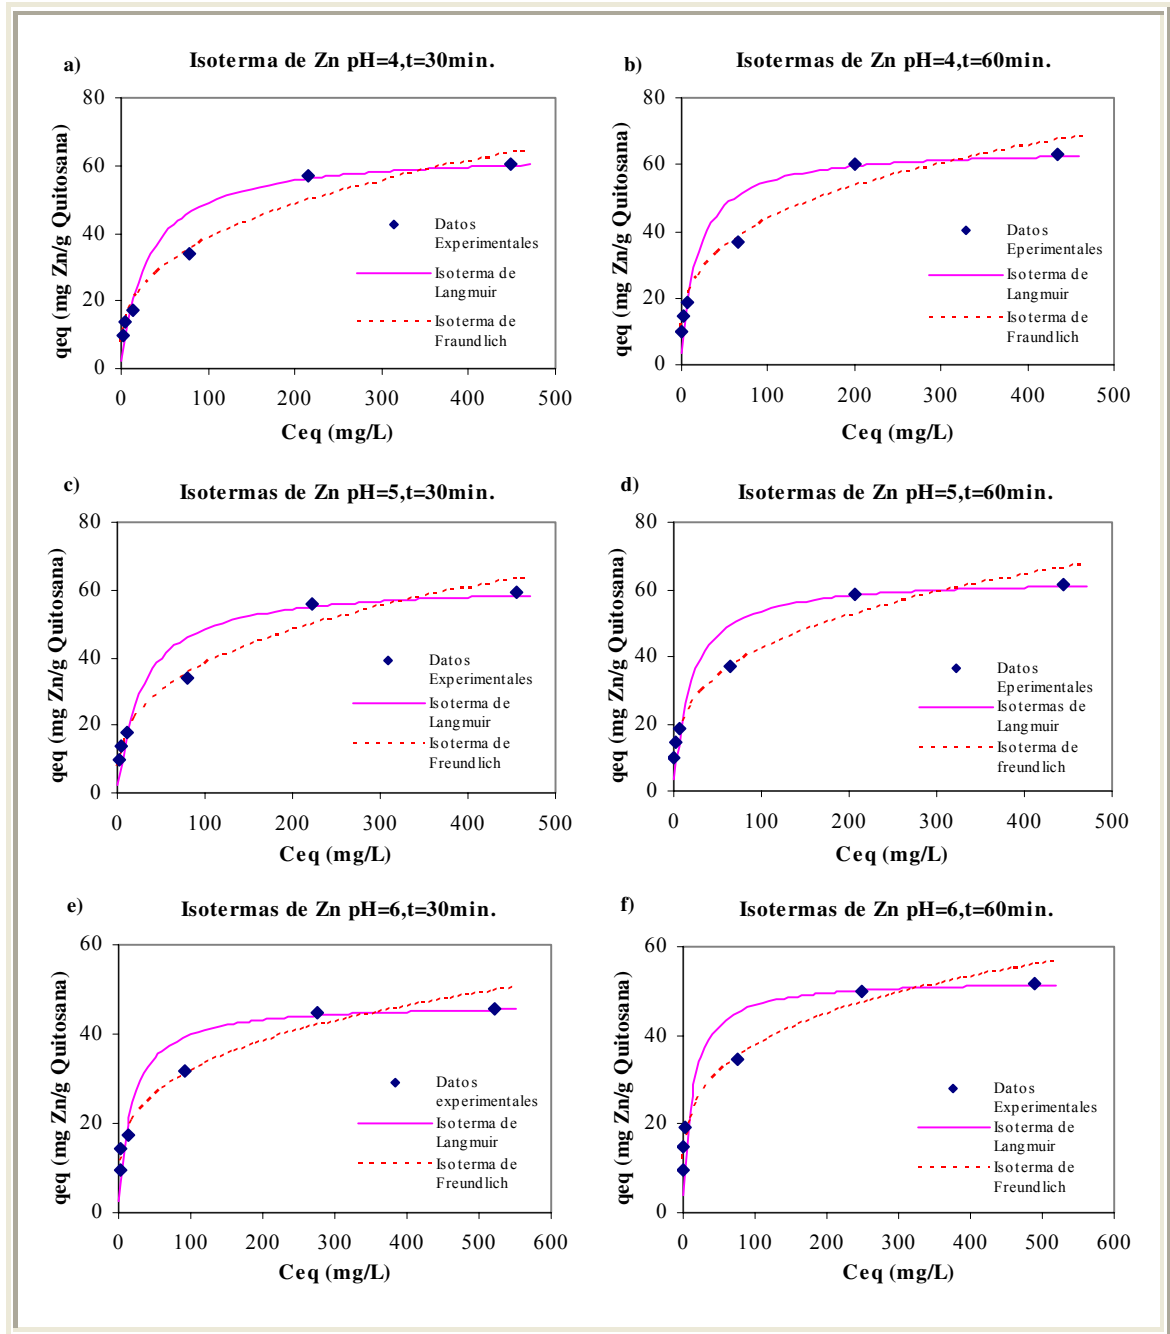 a)
Isoterma de Zn pH=4,t=30min.
qeq (mg Zn/g Quitosana)
80
60
40
20
0
Datos
Experimentales
Isoterma de
Langmuir
Isoterma de
Fraundlich
0 100 200 300 400 500
Ceq (mg/L)
b)
Isotermas de Zn pH=4,t=60min.
qeq (mg Zn/g Quitosana)
80
60
40
20
0
Datos
Eperimentales
Isoterma de
Langmuir
Isoterma de
Fraundlich
0 100 200 300 400 500
Ceq (mg/L)
c)
Isotermas de Zn pH=5,t=30min.
qeq (mg Zn/g Quitosana)
80
60
40
20
0
Datos
Experimentales
Isoterma de
Langmuir
Isoterma de
Freundlich
0 100 200 300 400 500
Ceq (mg/L)
d)
Isotermas de Zn pH=5,t=60min.
qeq (mg Zn/g Quitosana)
80
60
40
20
0
Datos
Eperimentales
Isotermas de
Langmuir
Isoterma de
freundlich
0 100 200 300 400 500
Ceq (mg/L)
e)
Isotermas de Zn pH=6,t=30min.
qeq (mg Zn/g Quitosana)
60
40
20
0
Datos
experimentales
Isoterma de
Langmuir
Isoterma de
Freundlich
0 100 200 300 400 500 600
Ceq (mg/L)
f)
Isotermas de Zn pH=6,t=60min.
qeq (mg Zn/g Quitosana)
60
40
20
0
Datos
Experimentales
Isoterma de
Langmuir
Isoterma de
Freundlich
0 100 200 300 400 500 600
Ceq (mg/L)